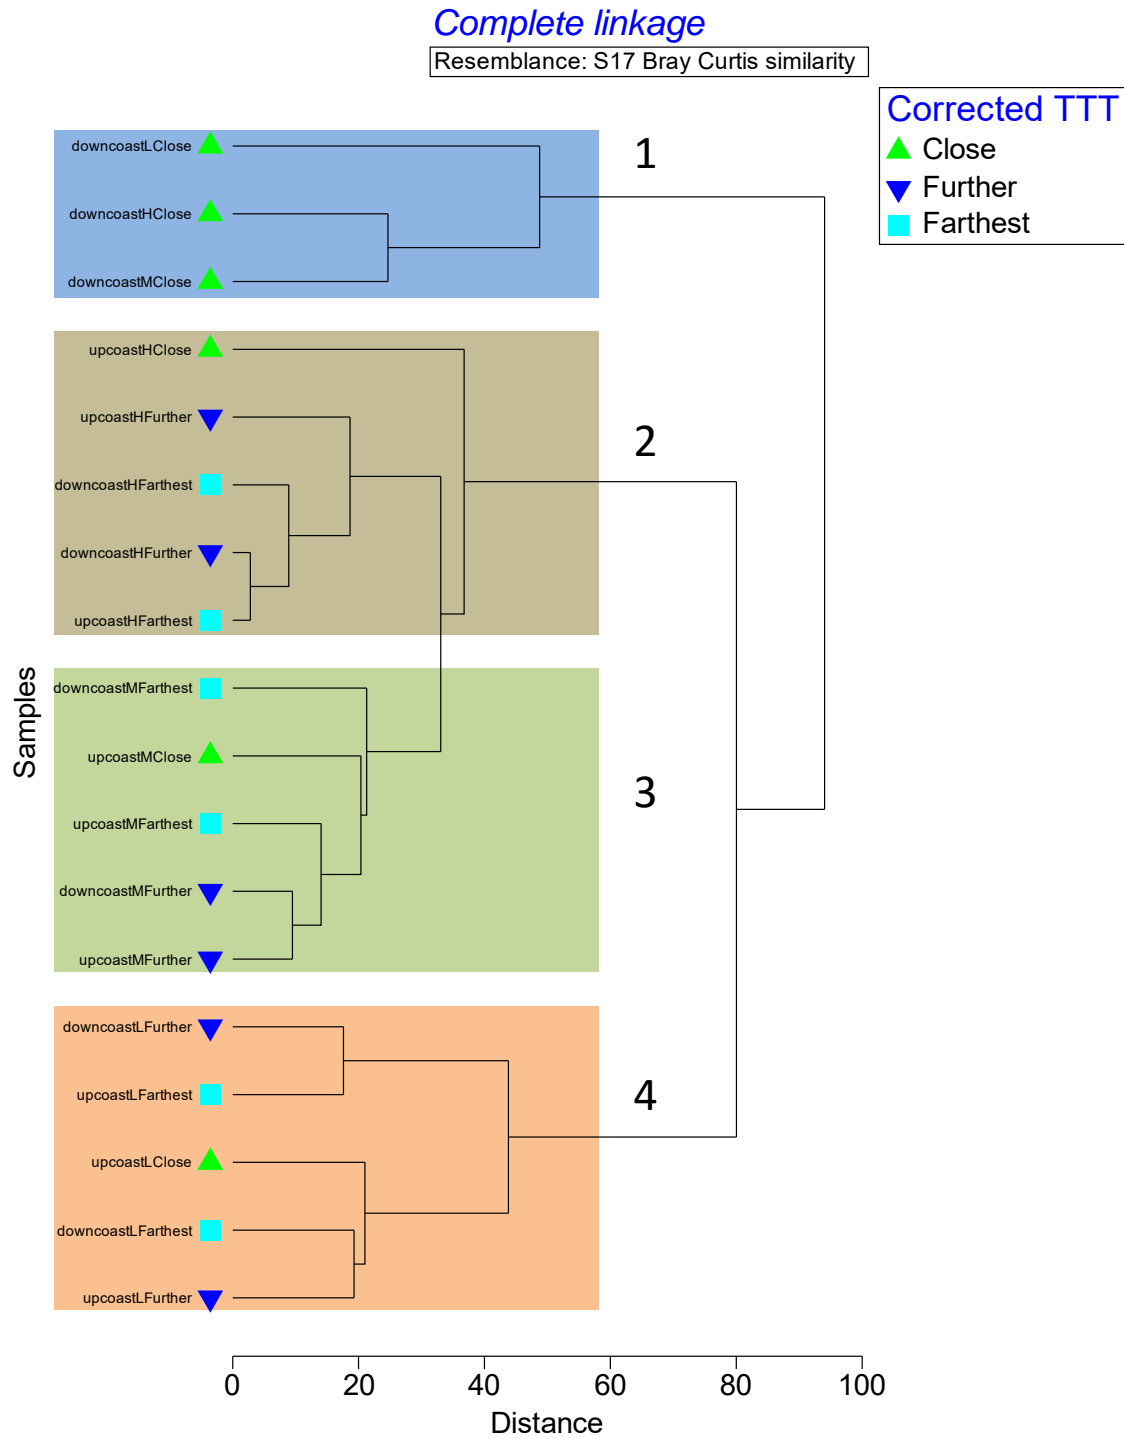 Complete linkage
Resemblance: S17 Bray Curtis similarity
Corrected TTT
Close
Further
Farthest
downcoastLClose
1
downcoastHClose
downcoastMClose
upcoastHClose
upcoastHFurther
2
downcoastHFarthest
downcoastHFurther
upcoastHFarthest
Samples
downcoastMFarthest
upcoastMClose
3
upcoastMFarthest
downcoastMFurther
upcoastMFurther
downcoastLFurther
upcoastLFarthest
4
upcoastLClose
downcoastLFarthest
upcoastLFurther
0 20 40 60 80 100
Distance